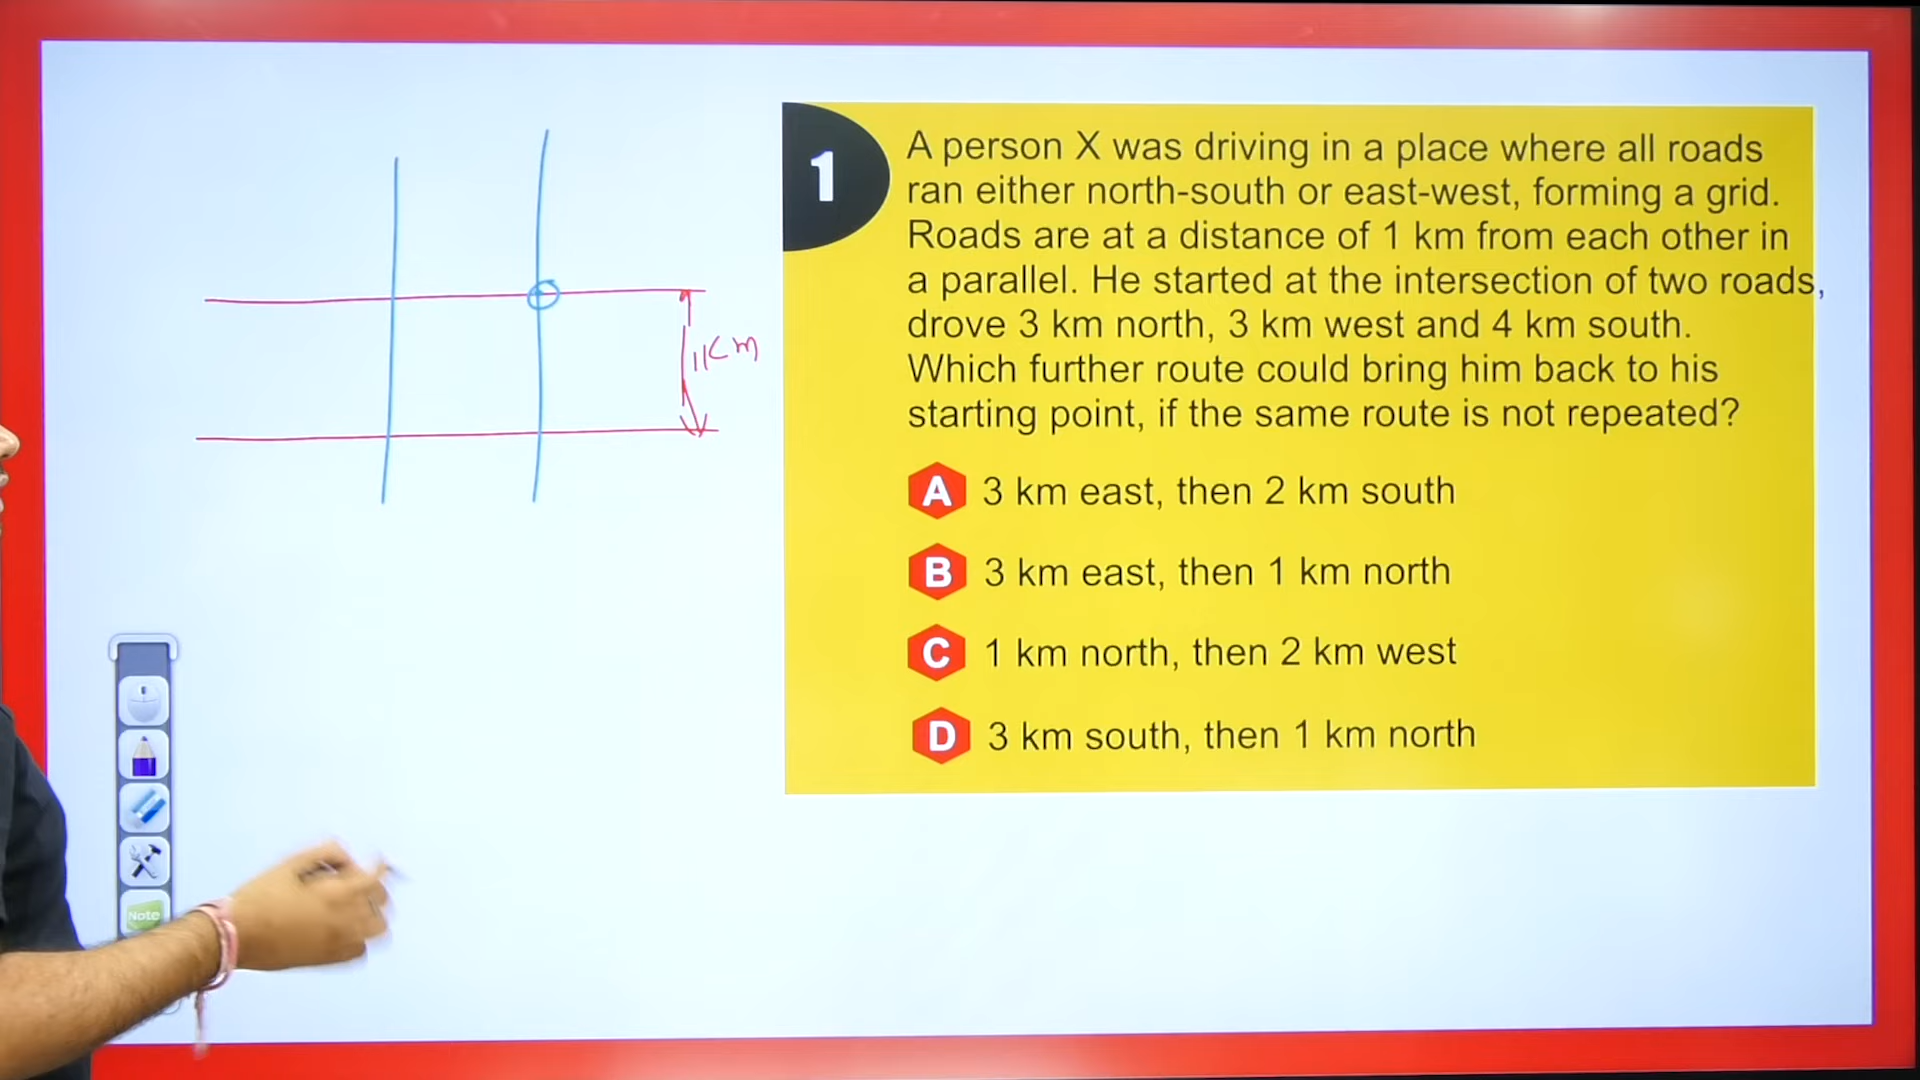 1Km
1
A person X was driving in a place where all roads
ran either north-south or east-west, forming a grid.
Roads are at a distance of 1 km from each other in
a parallel. He started at the intersection of two roads,
drove 3 km north, 3 km west and 4 km south.
Which further route could bring him back to his
starting point, if the same route is not repeated?
A 3 km east, then 2 km south
B 3 km east, then 1 km north
C 1 km north, then 2 km west
D 3 km south, then 1 km north
Note